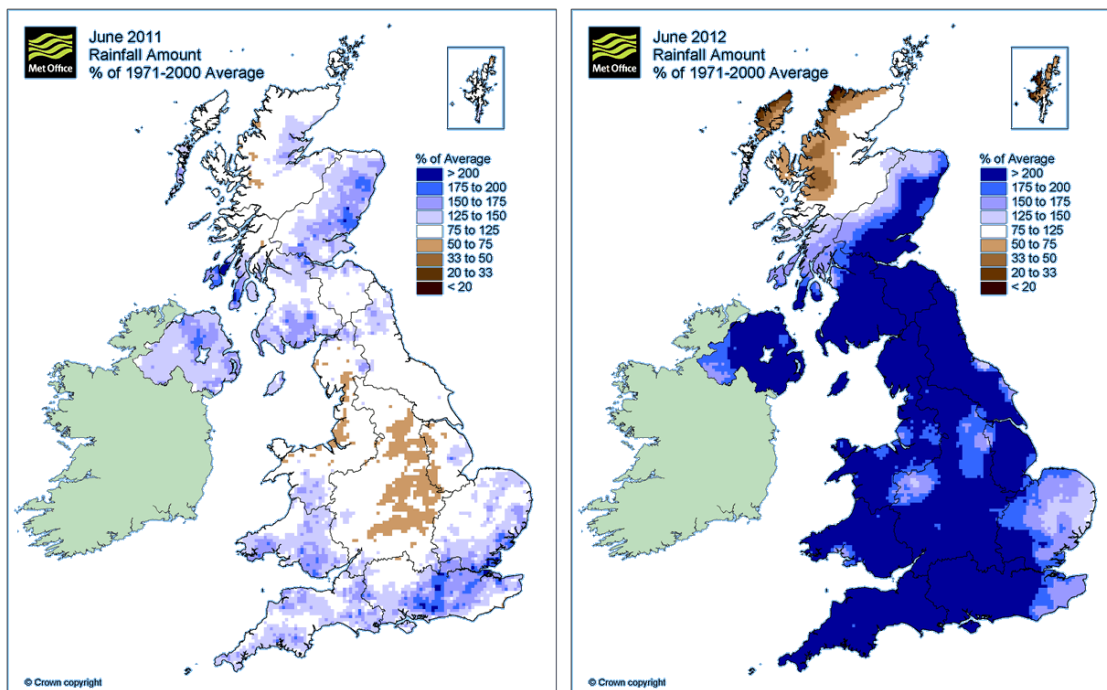 Met Office
June 2011
Rainfall Amount
% of 1971-2000 Average
% of Average
> 200
175 to 200
150 to 175
125 to 150
75 to 125
50 to 75
33 to 50
20 to 33
< 20
© Crown copyright
Met Office
June 2012
Rainfall Amount
% of 1971-2000 Average
% of Average
> 200
175 to 200
150 to 175
125 to 150
75 to 125
50 to 75
33 to 50
20 to 33
< 20
© Crown copyright